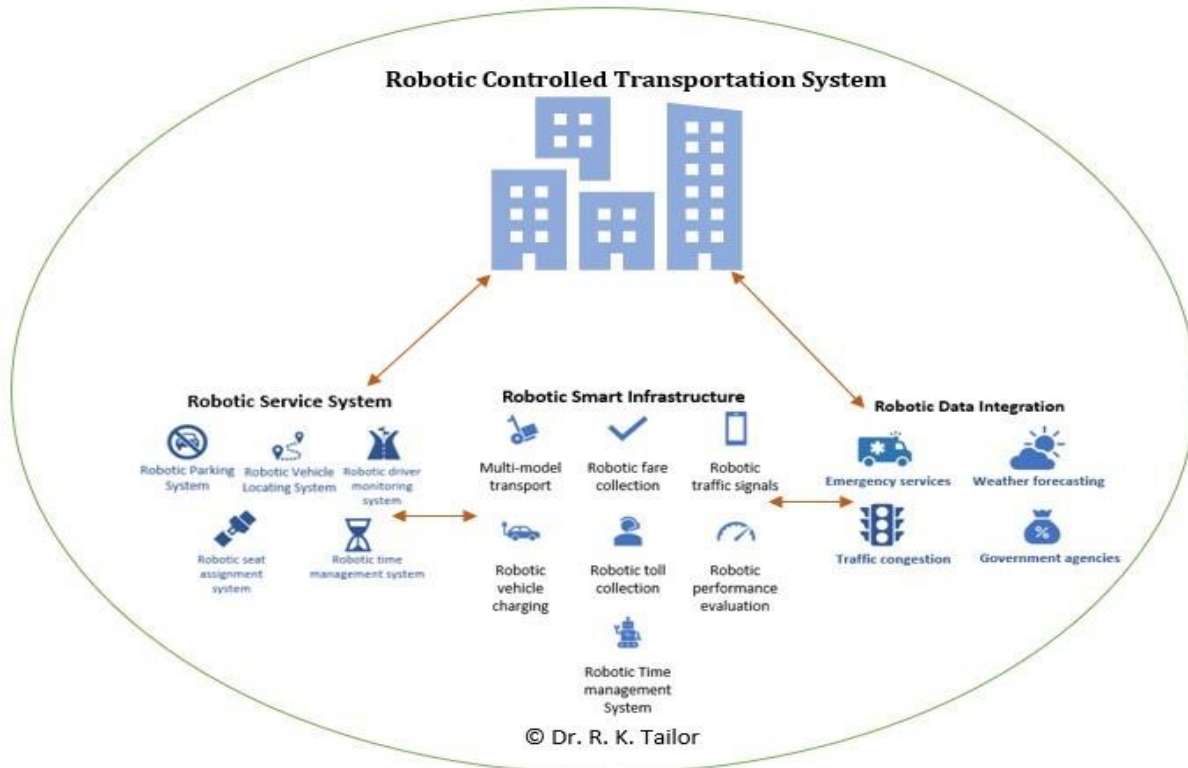 Robotic Controlled Transportation System
Robotic Service System
Robotic Parking
System
Robotic Vehicle
Locating System
Robotic driver
monitoring
system
Robotic seat
assignment
system
Robotic time
management system
Robotic Smart Infrastructure
Multi-model
transport
Robotic fare
collection
Robotic
traffic signals
Robotic
vehicle
charging
Robotic toll
collection
Robotic
performance
evaluation
Robotic Time
management
System
Robotic Data Integration
Emergency services
Weather forecasting
Traffic congestion
%
Government agencies
© Dr. R. K. Tailor